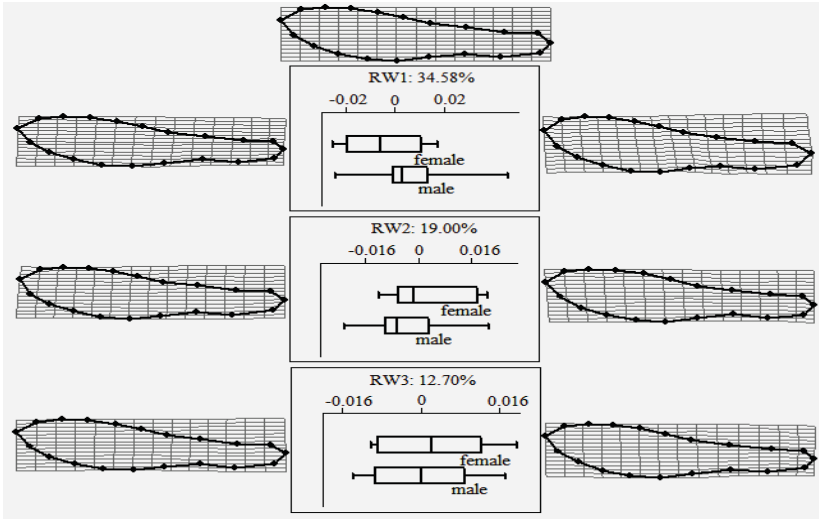 RW1: 34.58%
-0.02 0 0.02
female
male
RW2: 19.00%
-0.016 0 0.016
female
male
RW3: 12.70%
-0.016 0 0.016
female
male